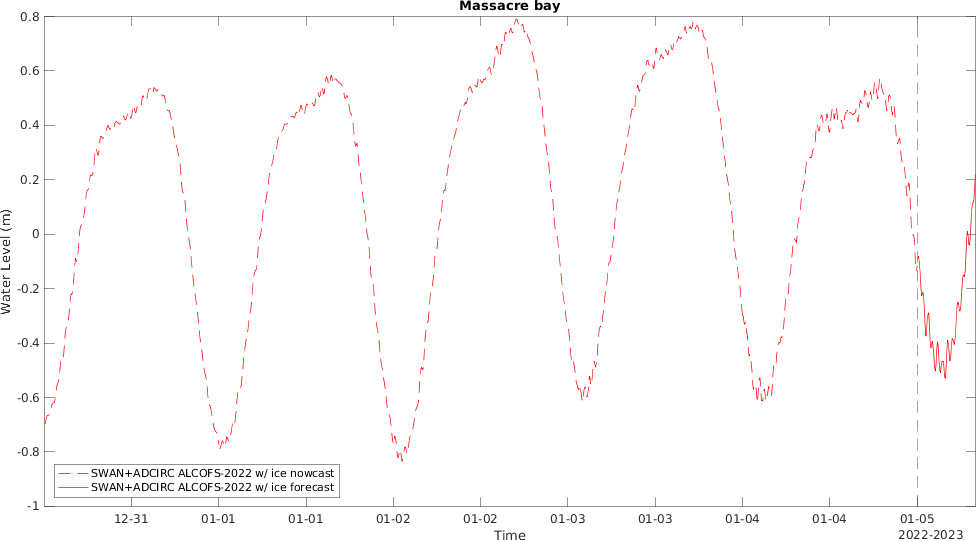 Massacre bay
0.8
0.6
0.4
0.2
0
-0.2
-0.4
-0.6
-0.8
-1
Water Level (m)
SWAN+ADCIRC ALCOFS-2022 w/ ice nowcast
SWAN+ADCIRC ALCOFS-2022 w/ ice forecast
12-31 01-01 01-01 01-02 01-02 01-03 01-03 01-04 01-04 01-05
Time
2022-2023